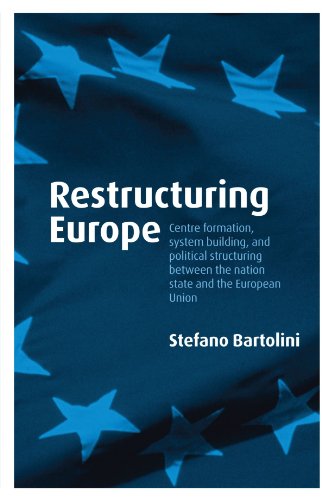 Restructuring
Europe
Centre formation,
system building, and
political structuring
between the nation
state and the European
Union
Stefano Bartolini